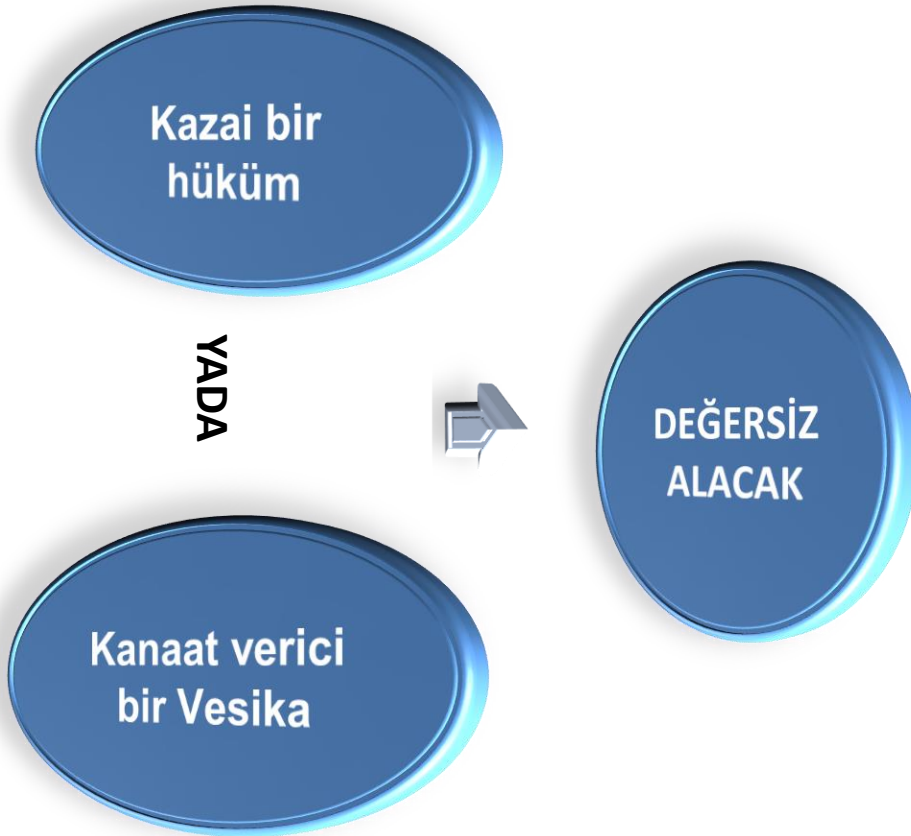 Kazai bir
hüküm
YADA
Kanaat verici
bir Vesika
DEĞERSİZ
ALACAK